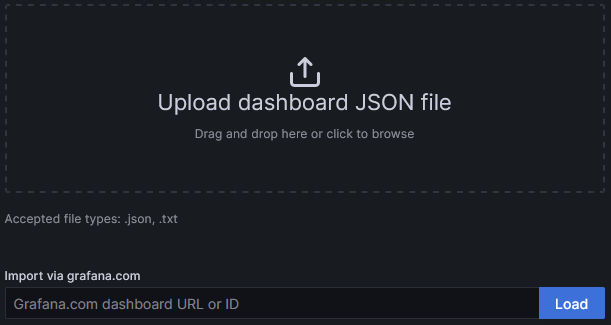 Upload dashboard JSON file
Drag and drop here or click to browse
Accepted file types: .json, .txt
Import via grafana.com
Grafana.com dashboard URL or ID
Load